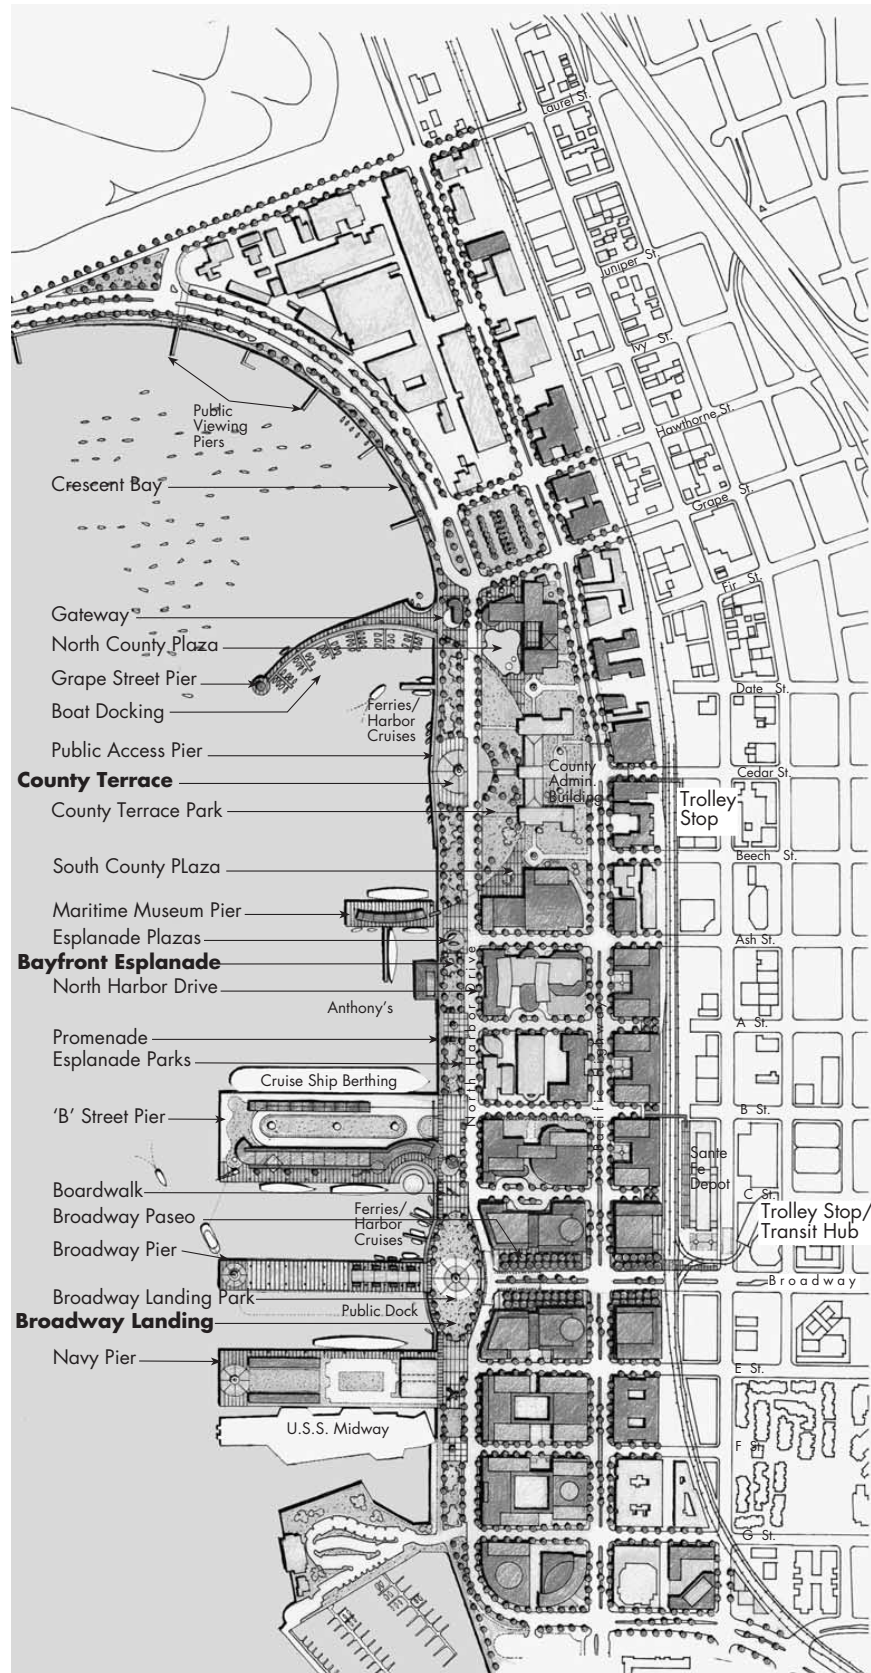 Laurel St.
Juniper St.
Ivy St.
Hawthorne St.
Grape St.
Fir St.
Public
Viewing
Piers
Crescent Bay
Gateway
North County Plaza
Grape Street Pier
Boat Docking
Ferries/
Harbor
Cruises
Date St.
Public Access Pier
County Terrace
County
Admin.
Building
Cedar St.
Trolley
Stop
County Terrace Park
Beech St.
South County PLaza
Maritime Museum Pier
Esplanade Plazas
Ash St.
Bayfront Esplanade
North Harbor Drive
Anthony's
North Harbor Drive
Pacific Highway
A St.
Promenade
Esplanade Parks
Cruise Ship Berthing
'B' Street Pier
B St.
Sante
Fe
Depot
Boardwalk
C St.
Broadway Paseo
Ferries/
Harbor
Cruises
Trolley Stop/
Transit Hub
Broadway Pier
Broadway
Broadway Landing Park
Public Dock
Broadway Landing
Navy Pier
E St.
U.S.S. Midway
F St.
G St.